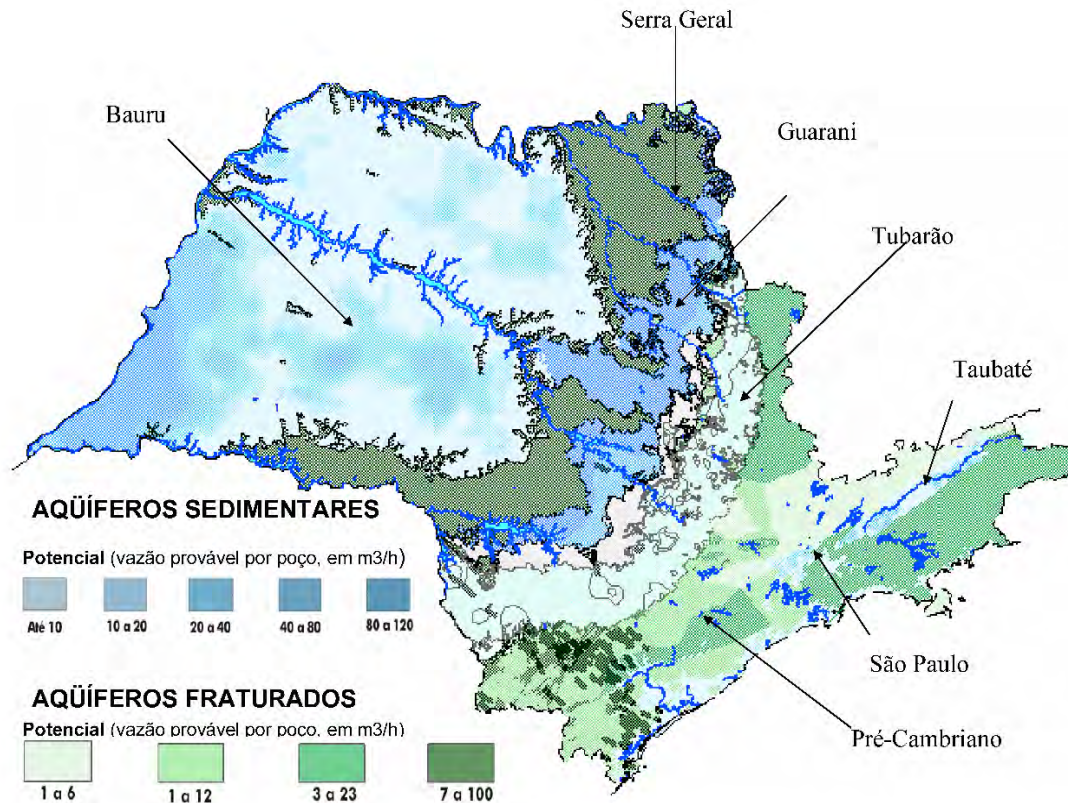 Serra Geral
Bauru
Guarani
Tubarão
Taubaté
AQÜÍFEROS SEDIMENTARES
Potencial (vazão provável por poço, em m3/h)
Até 10 10 a 20 20 a 40 40 a 80 80 a 120
São Paulo
AQÜÍFEROS FRATURADOS
Potencial (vazão provável por poço, em m3/h)
Pré-Cambriano
1 a 6 1 a 12 3 a 23 7 a 100